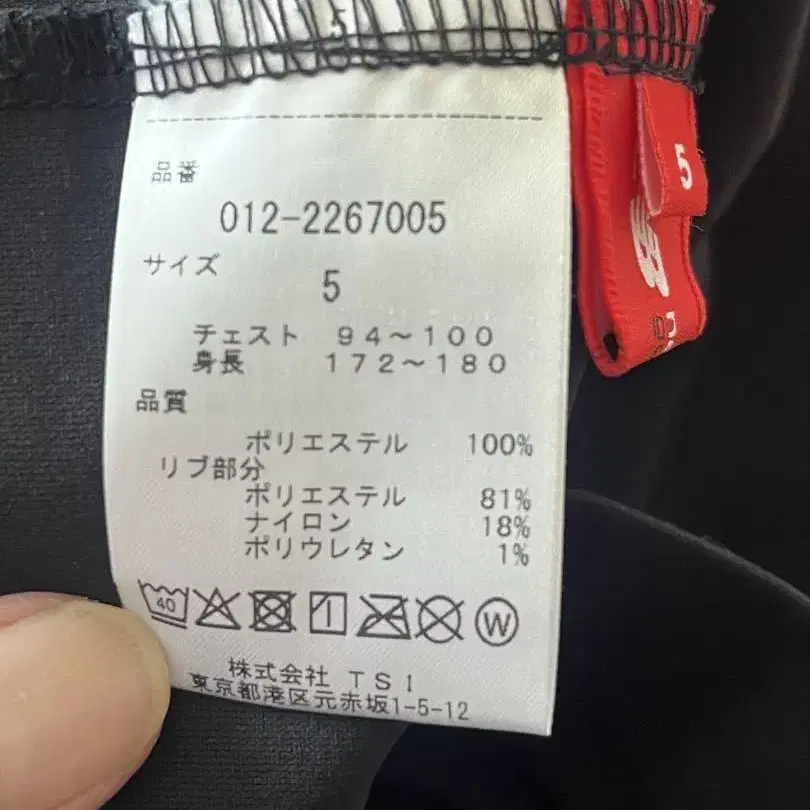 5
品番
012-2267005
サイズ
5
チェスト 94～100
身長 172～180
品質
ポリエステル 100%
リブ部分
ポリエステル 81%
ナイロン 18%
ポリウレタン 1%
40
W
株式会社 TSI
東京都港区元赤坂1-5-12
5